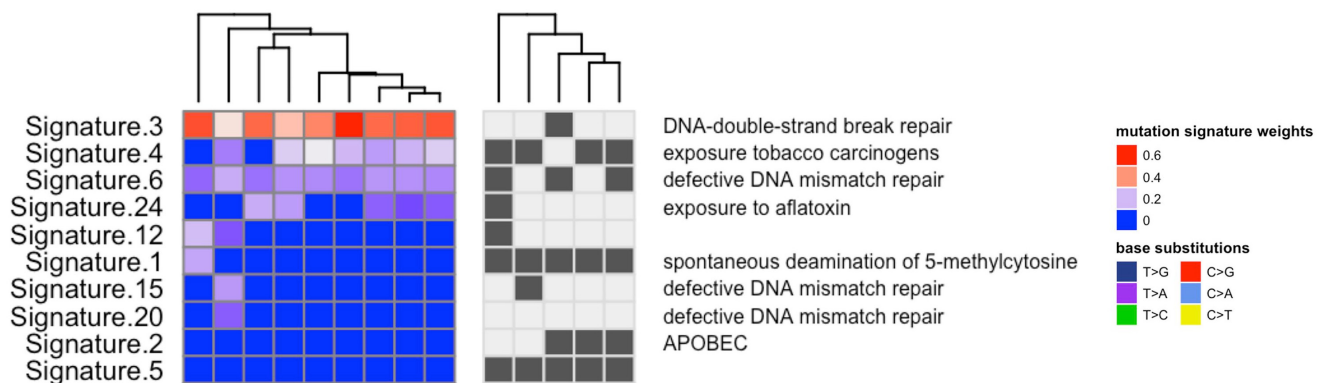 Signature.3 DNA-double-strand break repair
Signature.4 exposure tobacco carcinogens
Signature.6 defective DNA mismatch repair
Signature.24 exposure to aflatoxin
Signature.12
Signature.1 spontaneous deamination of 5-methylcytosine
Signature.15 defective DNA mismatch repair
Signature.20 defective DNA mismatch repair
Signature.2 APOBEC
Signature.5
mutation signature weights
0.6
0.4
0.2
0
base substitutions
T>G C>G
T>A C>A
T>C C>T